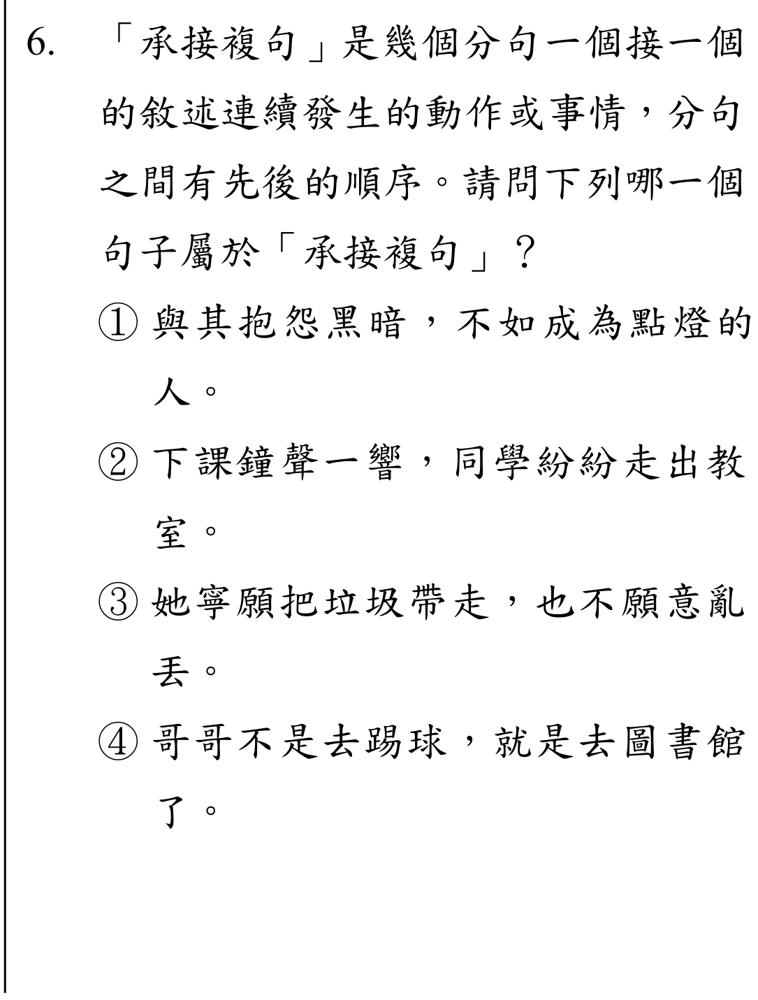 6. 「承接複句」是幾個分句一個接一個
的敘述連續發生的動作或事情，分句
之間有先後的順序。請問下列哪一個
句子屬於「承接複句」？
① 與其抱怨黑暗，不如成為點燈的
人。
② 下課鐘聲一響，同學紛紛走出教
室。
③ 她寧願把垃圾帶走，也不願意亂
丟。
④ 哥哥不是去踢球，就是去圖書館
了。